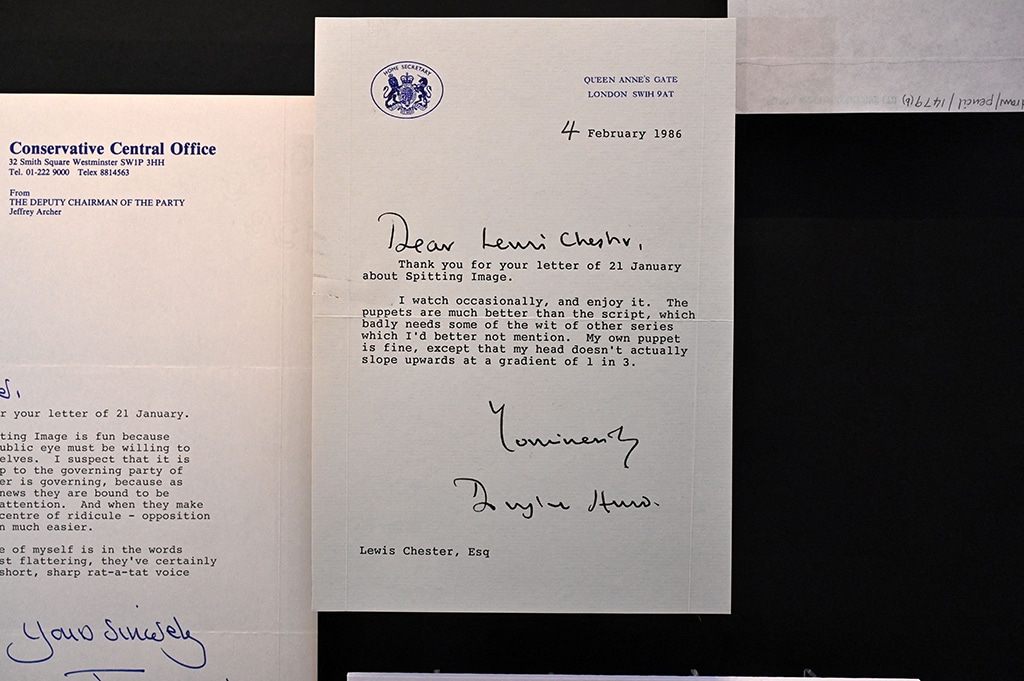 Conservative Central Office
32 Smith Square Westminster SW1P 3HH
Tel. 01-222 9000 Telex 8814563
From
THE DEPUTY CHAIRMAN OF THE PARTY
Jeffrey Archer
r your letter of 21 January.
ting Image is fun because
ublic eye must be willing to
elves. I suspect that it is
p to the governing party of
er is governing, because as
news they are bound to be
attention. And when they make
centre of ridicule - opposition
n much easier.
e of myself is in the words
st flattering, they've certainly
short, sharp rat-a-tat voice
Yours sincerely
HOME SECRETARY
QUEEN ANNE'S GATE
LONDON SW1H 9AT
4 February 1986
Dear Lewis Chester,
Thank you for your letter of 21 January
about Spitting Image.
I watch occasionally, and enjoy it. The
puppets are much better than the script, which
badly needs some of the wit of other series
which I'd better not mention. My own puppet
is fine, except that my head doesn't actually
slope upwards at a gradient of 1 in 3.
Yours sincerely
Douglas Hurd.
Lewis Chester, Esq
/pencil/1479(b)